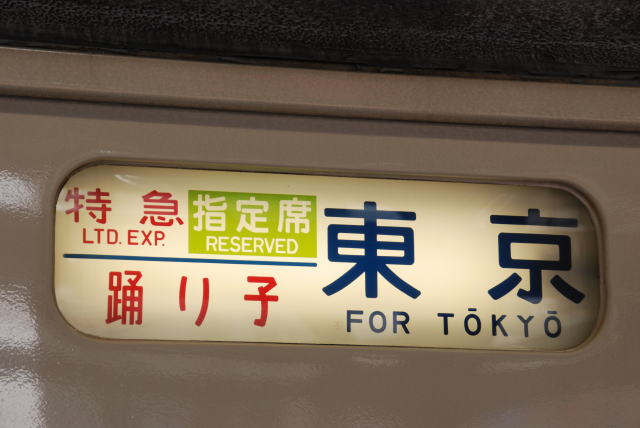 特急 指定席
LTD. EXP. RESERVED
踊り子
東京
FOR TŌKYŌ